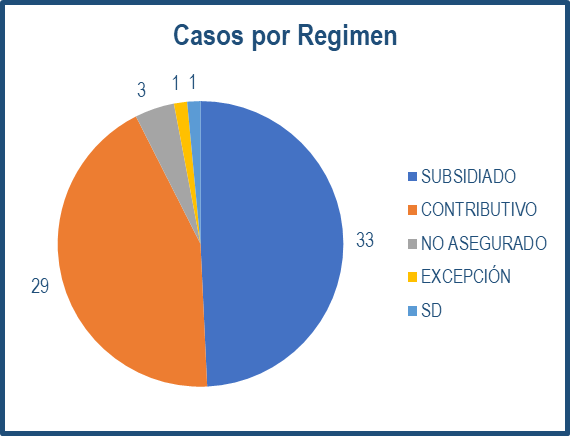 Casos por Regimen
1 1
3
33
29
SUBSIDIADO
CONTRIBUTIVO
NO ASEGURADO
EXCEPCIÓN
SD